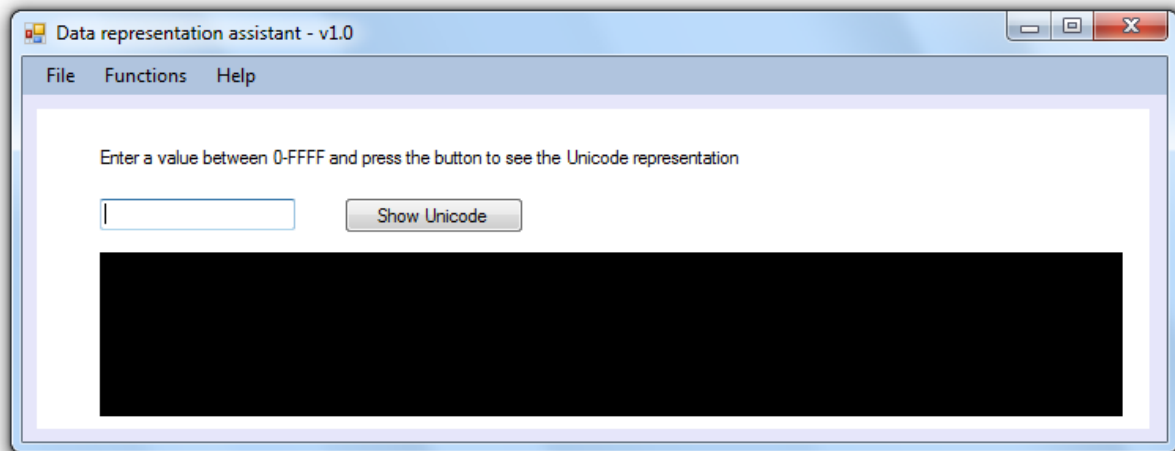 Data representation assistant - v1.0
File Functions Help
Enter a value between 0-FFFF and press the button to see the Unicode representation
Show Unicode